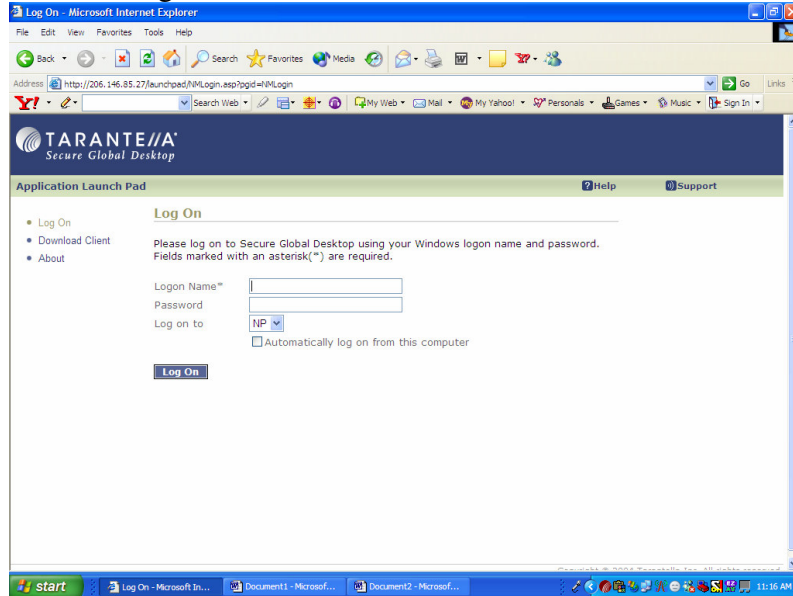 Log On - Microsoft Internet Explorer
File Edit View Favorites Tools Help
Back Search Favorites Media
Address http://206.146.85.27/launchpad/NMLogin.asp?pgid=NMLogin Go Links
Y! Search Web My Web Mail My Yahoo! Personals Games Music Sign In
TARANTELLA
Secure Global Desktop
Application Launch Pad Help Support
Log On
Download Client
About
Log On
Please log on to Secure Global Desktop using your Windows logon name and password.
Fields marked with an asterisk(*) are required.
Logon Name*
Password
Log on to NP
Automatically log on from this computer
Log On
start Log On - Microsoft In... Document1 - Microsof... Document2 - Microsof... 11:16 AM